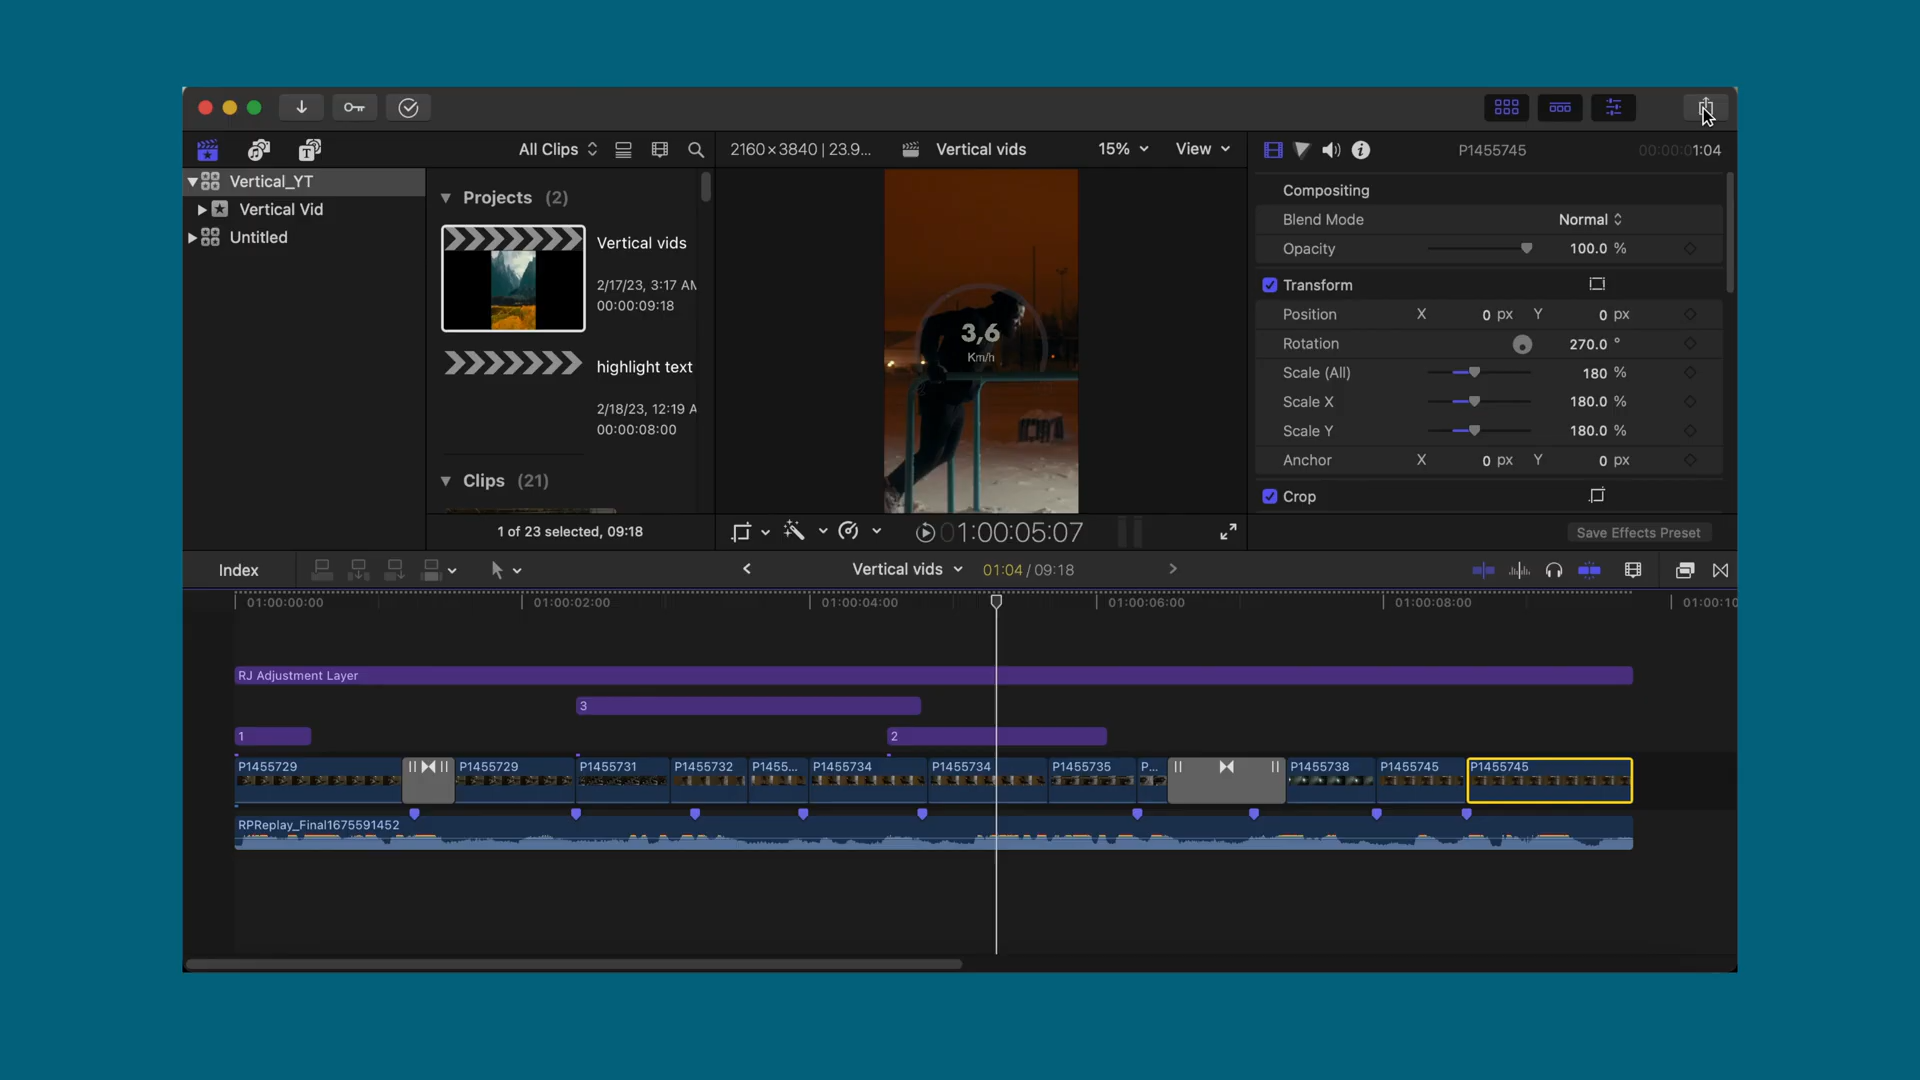 All Clips
2160×3840 | 23.9...
Vertical vids
15%
View
P1455745
00:00:01:04
Vertical_YT
Vertical Vid
Untitled
Projects (2)
Vertical vids
2/17/23, 3:17 AM
00:00:09:18
highlight text
2/18/23, 12:19 A
00:00:08:00
Clips (21)
1 of 23 selected, 09:18
3,6
Km/h
01:00:05:07
Compositing
Blend Mode Normal
Opacity 100.0 %
Transform
Position X 0 px Y 0 px
Rotation 270.0 °
Scale (All) 180 %
Scale X 180.0 %
Scale Y 180.0 %
Anchor X 0 px Y 0 px
Crop
Save Effects Preset
Index
Vertical vids
01:04 / 09:18
01:00:00:00 01:00:02:00 01:00:04:00 01:00:06:00 01:00:08:00 01:00:10
RJ Adjustment Layer
3
1 2
P1455729 P1455729 P1455731 P1455732 P1455... P1455734 P1455734 P1455735 P... P1455738 P1455745 P1455745
RPReplay_Final1675591452